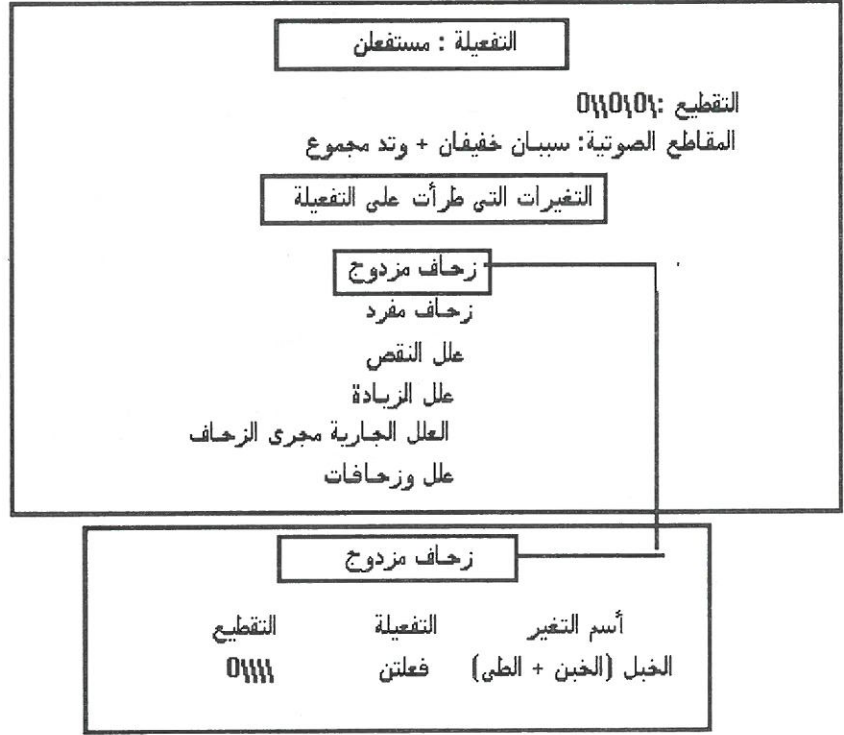 التفعيلة : مستفعلن
التقطيع :\0\0\\0
المقاطع الصوتية: سببان خفيفان + وتد مجموع
التغيرات التى طرأت على التفعيلة
زحاف مزدوج
زحاف مفرد
علل النقص
علل الزيادة
العلل الجارية مجرى الزحاف
علل وزحافات
زحاف مزدوج
أسم التغير التفعيلة التقطيع
الخبل (الخبن + الطى) فعلتن \\\\0